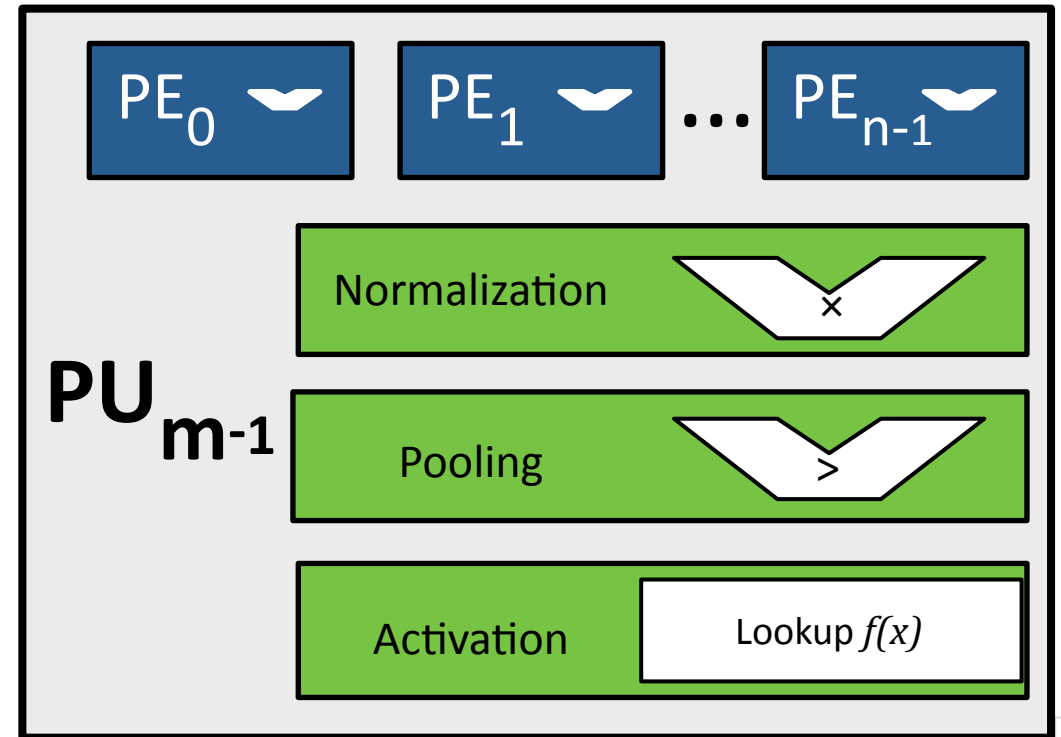 PE0 PE1 ... PEn-1
Normalization ×
PUm-1
Pooling >
Activation Lookup f(x)